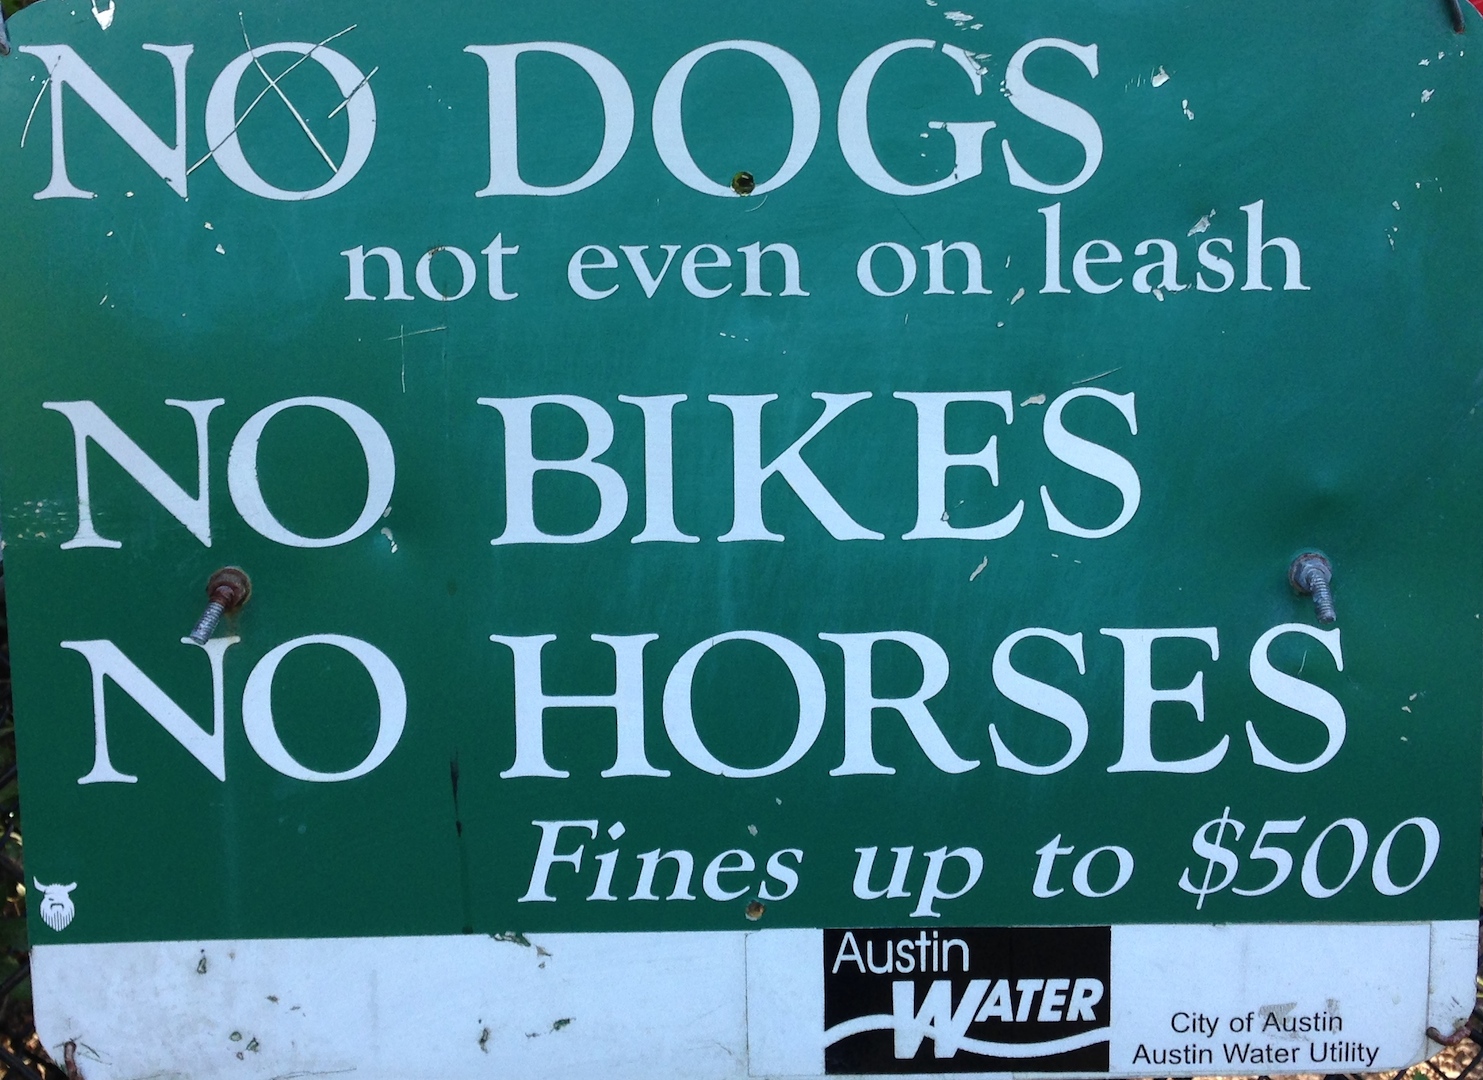 NO DOGS
not even on leash
NO BIKES
NO HORSES
Fines up to $500
Austin
WATER
City of Austin
Austin Water Utility